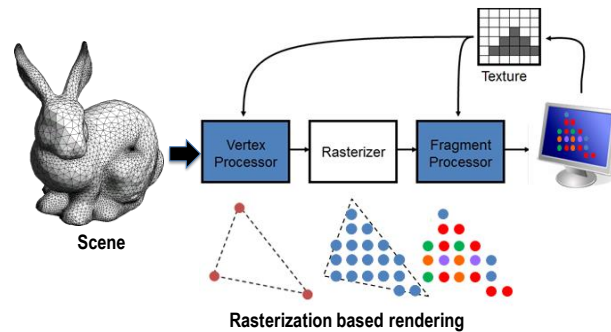 Texture
Vertex
Processor
Rasterizer
Fragment
Processor
Scene
Rasterization based rendering